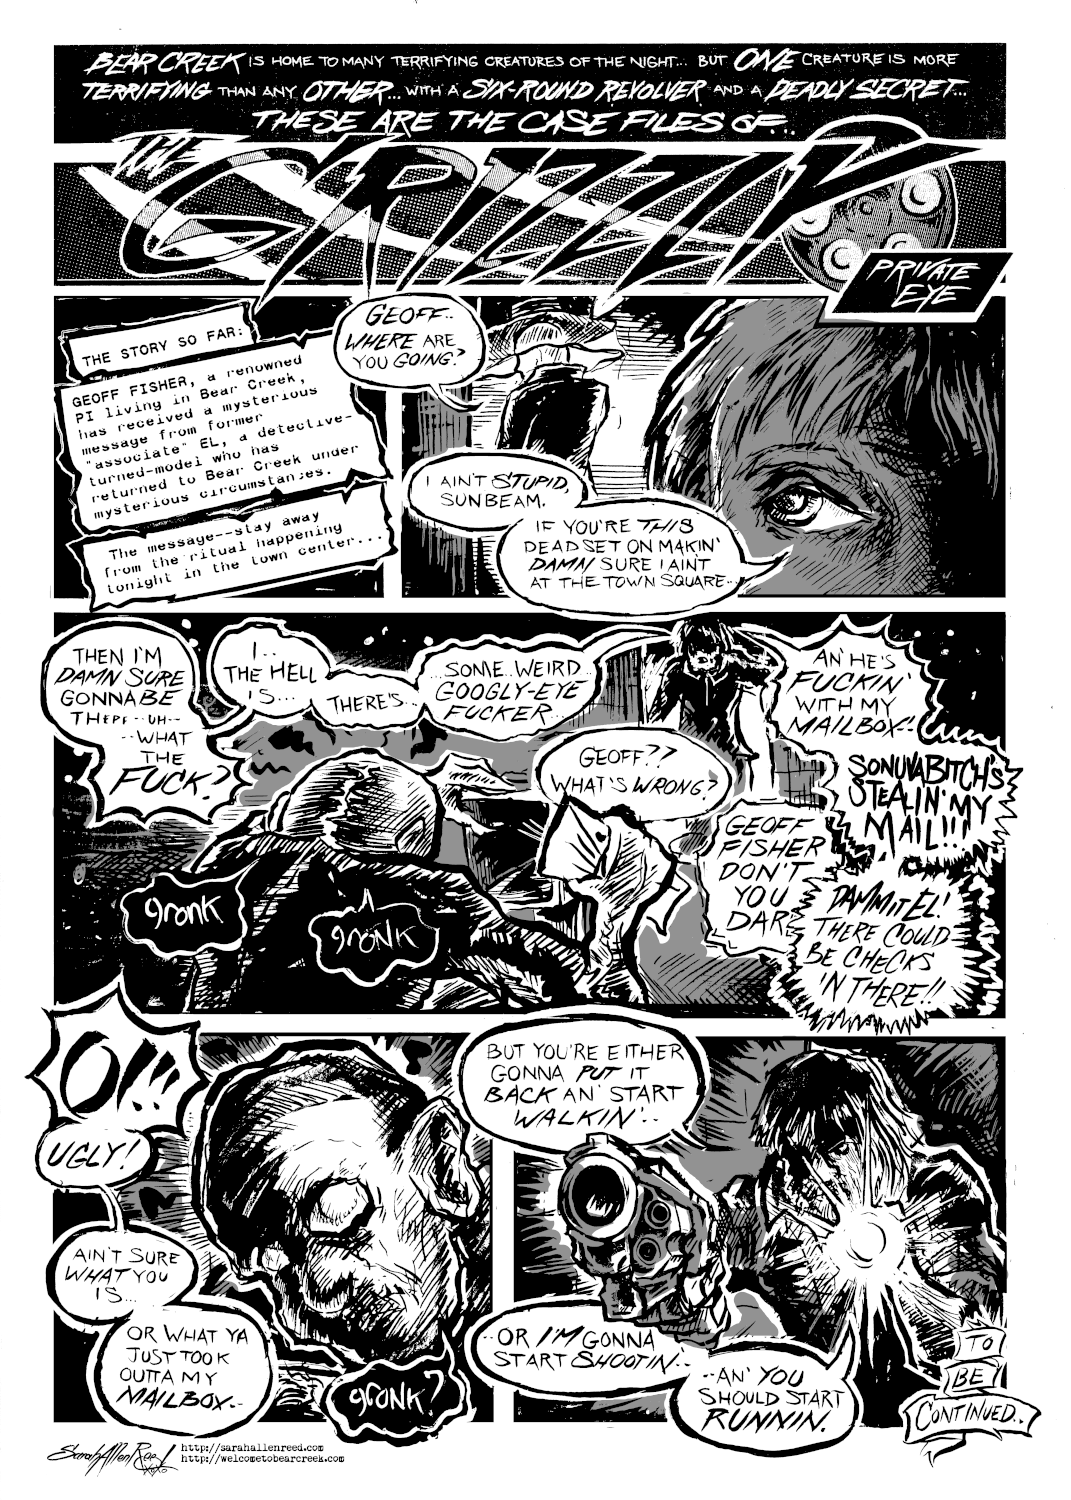 BEAR CREEK IS HOME TO MANY TERRIFYING CREATURES OF THE NIGHT... BUT ONE CREATURE IS MORE
TERRIFYING THAN ANY OTHER... WITH A SIX-ROUND REVOLVER AND A DEADLY SECRET...
THESE ARE THE CASE FILES OF...
THE GRIZZLY
PRIVATE
EYE
THE STORY SO FAR:
GEOFF FISHER, a renowned
PI living in Bear Creek,
has received a mysterious
message from former
"associate" EL, a detective-
turned-model who has
returned to Bear Creek under
mysterious circumstances.
The message--stay away
from the ritual happening
tonight in the town center...
GEOFF..
WHERE ARE
YOU GOING?
I AIN'T STUPID,
SUNBEAM.
IF YOU'RE THIS
DEADSET ON MAKIN'
DAMN SURE I AIN'T
AT THE TOWN SQUARE..
THEN I'M
DAMN SURE
GONNA BE
THERE--UH--
--WHAT
THE
FUCK?
I..
THE HELL
IS...
THERE'S...
...SOME..WEIRD..
GOOGLY-EYE
FUCKER...
AN' HE'S
FUCKIN'
WITH MY
MAILBOX!-
GEOFF??
WHAT'S WRONG?
SONUVABITCH'S
STEALIN' MY
MAIL!!!
GEOFF
FISHER
DON'T
YOU
DARE
DAMMIT EL!
THERE COULD
BE CHECKS
IN THERE!!
gronk
A
gronk
OI!!
UGLY!
AIN'T SURE
WHAT YOU
IS...
OR WHAT YA
JUST TOOK
OUTTA MY
MAILBOX..
gronk?
BUT YOU'RE EITHER
GONNA PUT IT
BACK AN' START
WALKIN'..
..OR I'M GONNA
START SHOOTIN..
..AN' YOU
SHOULD START
RUNNIN.
TO
BE
CONTINUED..
Sarah Allen Reed
XoXo
http://sarahallenreed.com
http://welcometobearcreek.com